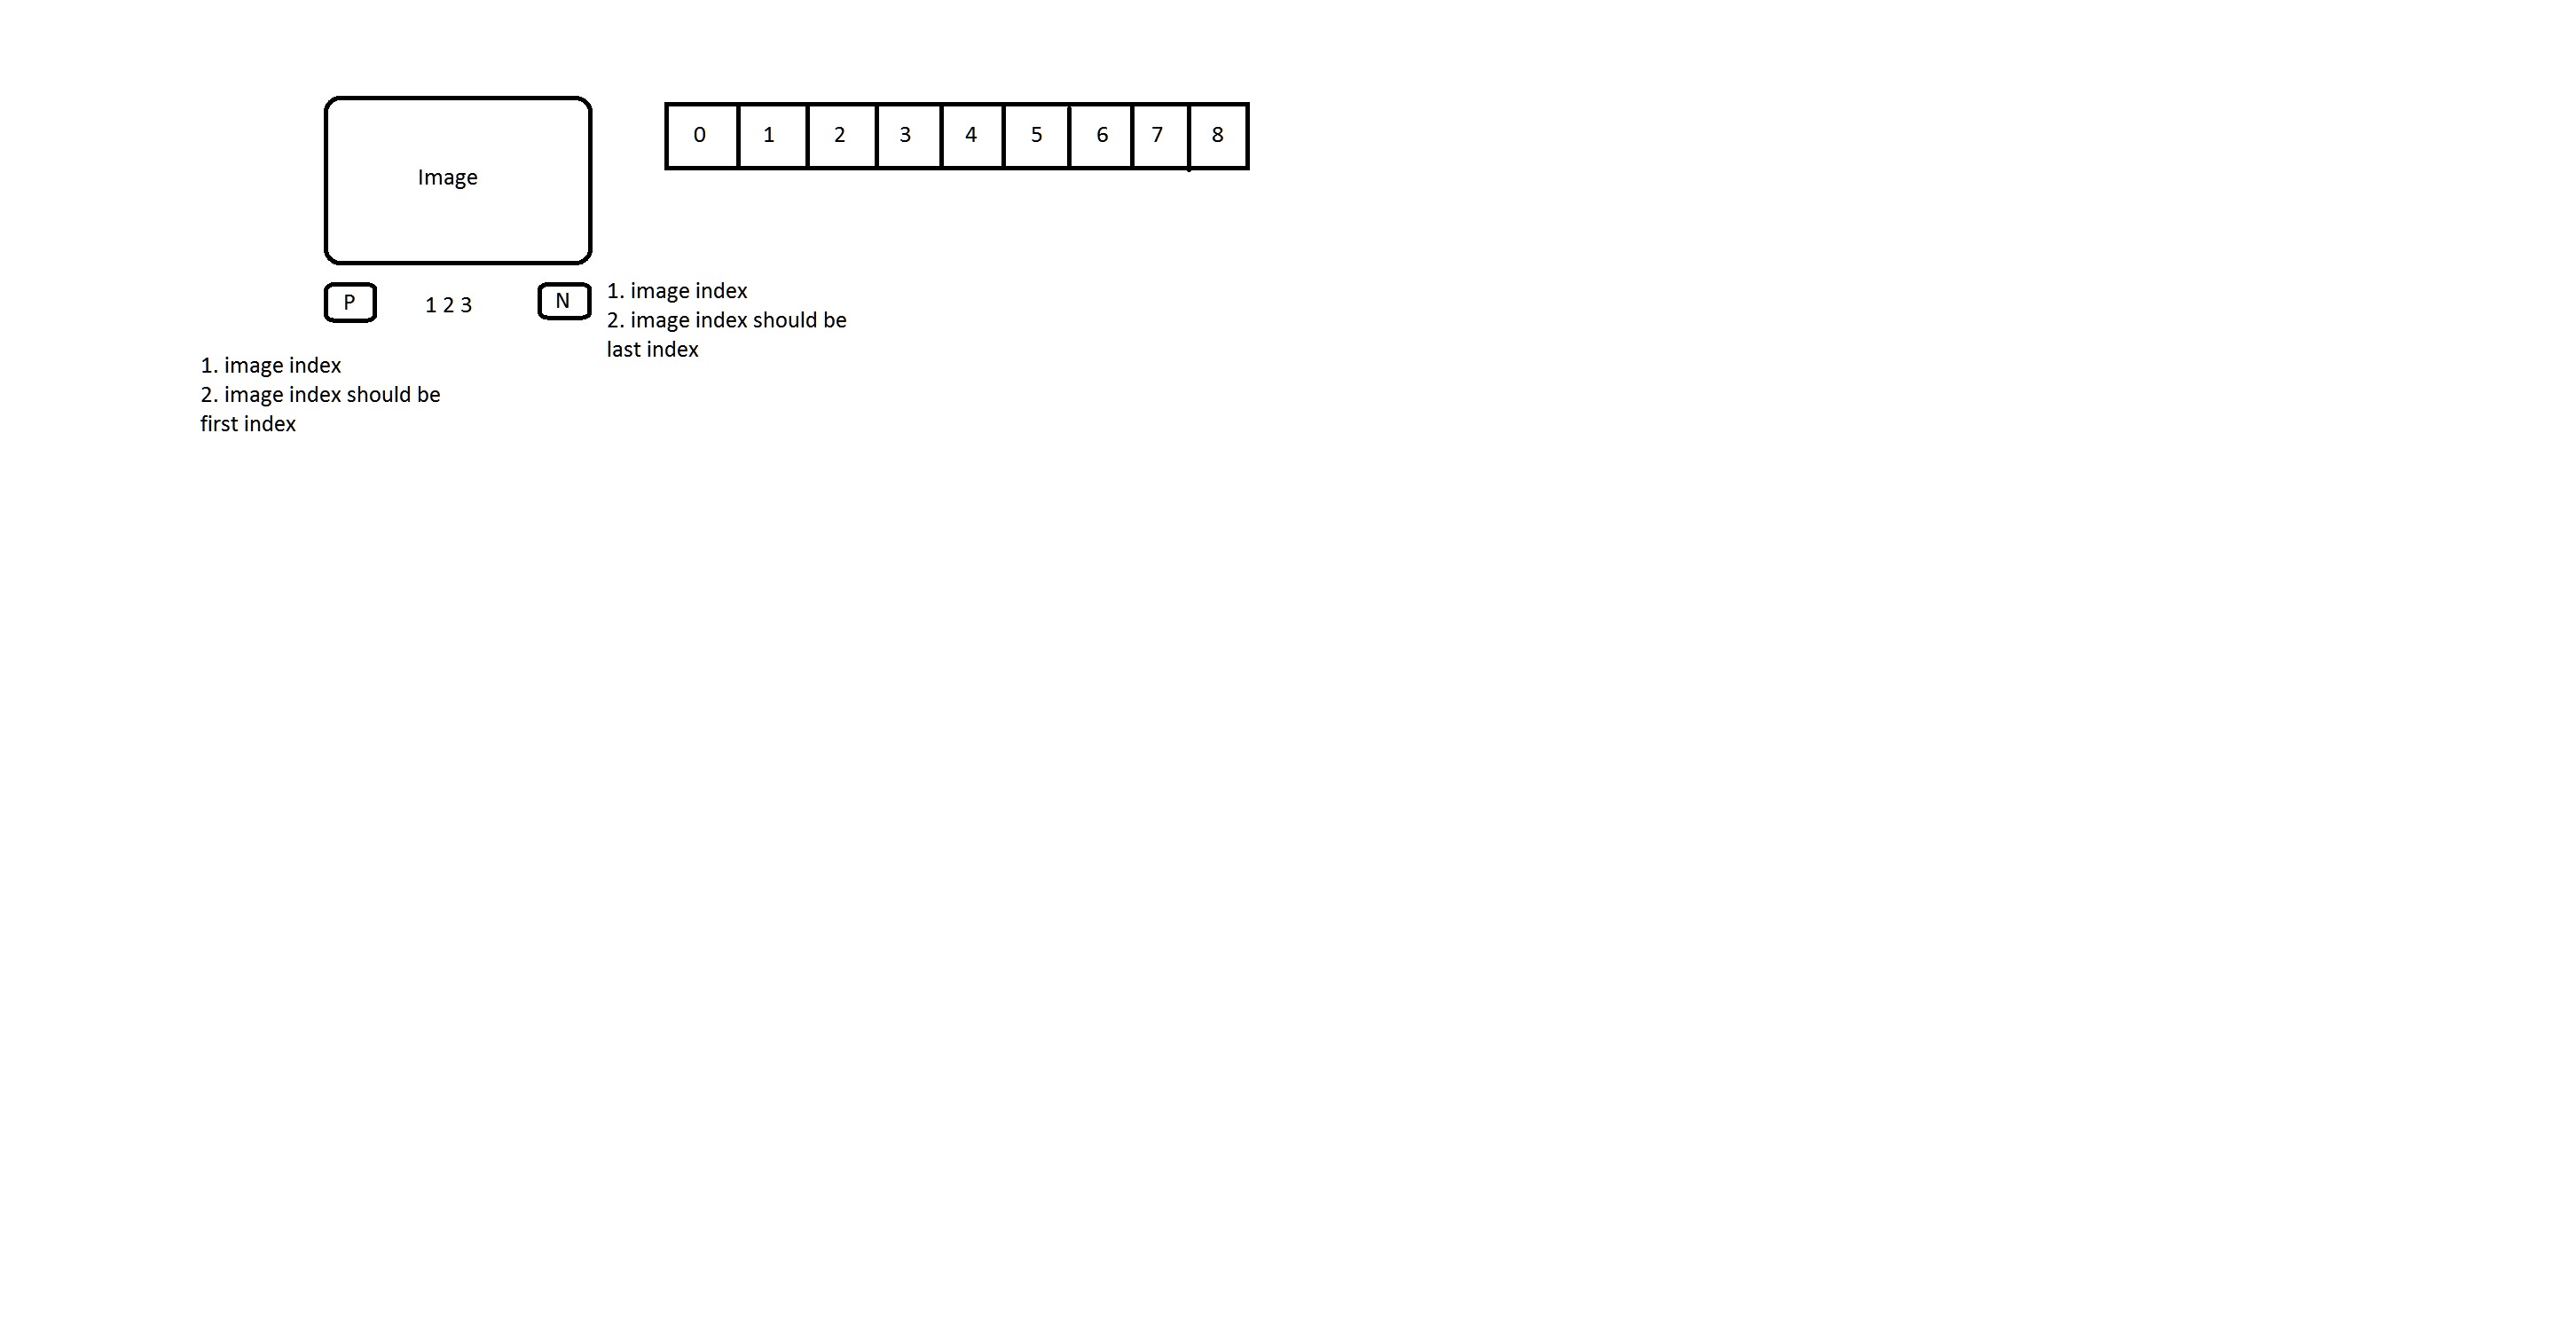 Image
0 1 2 3 4 5 6 7 8
P 1 2 3 N
1. image index
2. image index should be
last index
1. image index
2. image index should be
first index